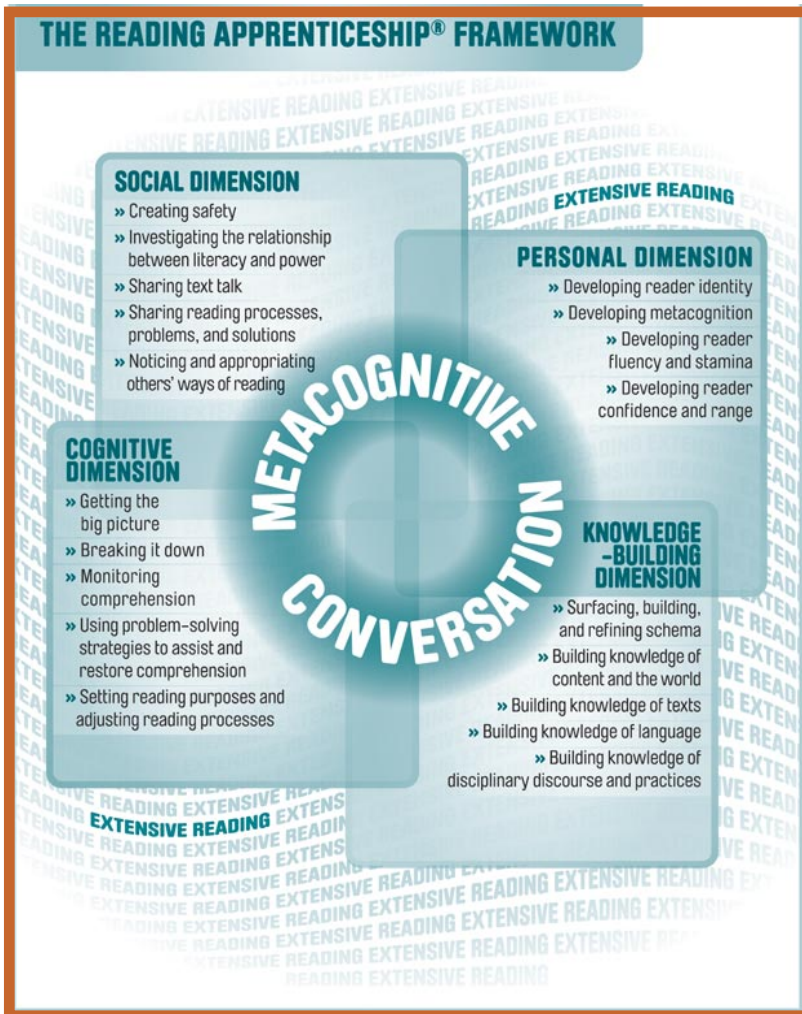 THE READING APPRENTICESHIP® FRAMEWORK
SOCIAL DIMENSION
» Creating safety
» Investigating the relationship
between literacy and power
» Sharing text talk
» Sharing reading processes,
problems, and solutions
» Noticing and appropriating
others' ways of reading
EXTENSIVE READING
PERSONAL DIMENSION
» Developing reader identity
» Developing metacognition
» Developing reader
fluency and stamina
» Developing reader
confidence and range
METACOGNITIVE
CONVERSATION
COGNITIVE
DIMENSION
» Getting the
big picture
» Breaking it down
» Monitoring
comprehension
» Using problem-solving
strategies to assist and
restore comprehension
» Setting reading purposes and
adjusting reading processes
KNOWLEDGE
-BUILDING
DIMENSION
» Surfacing, building,
and refining schema
» Building knowledge of
content and the world
» Building knowledge of texts
» Building knowledge of language
» Building knowledge of
disciplinary discourse and practices
EXTENSIVE READING